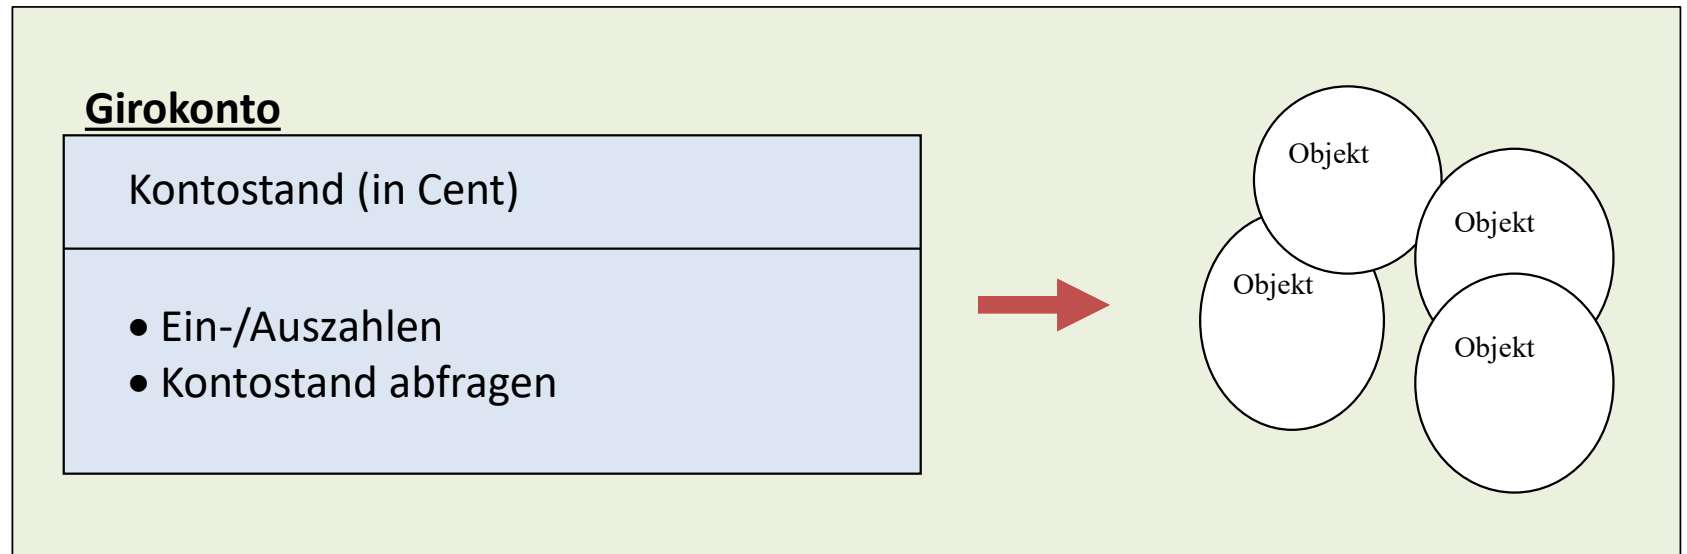 Girokonto
Kontostand (in Cent)
• Ein-/Auszahlen
• Kontostand abfragen
Objekt
Objekt
Objekt
Objekt